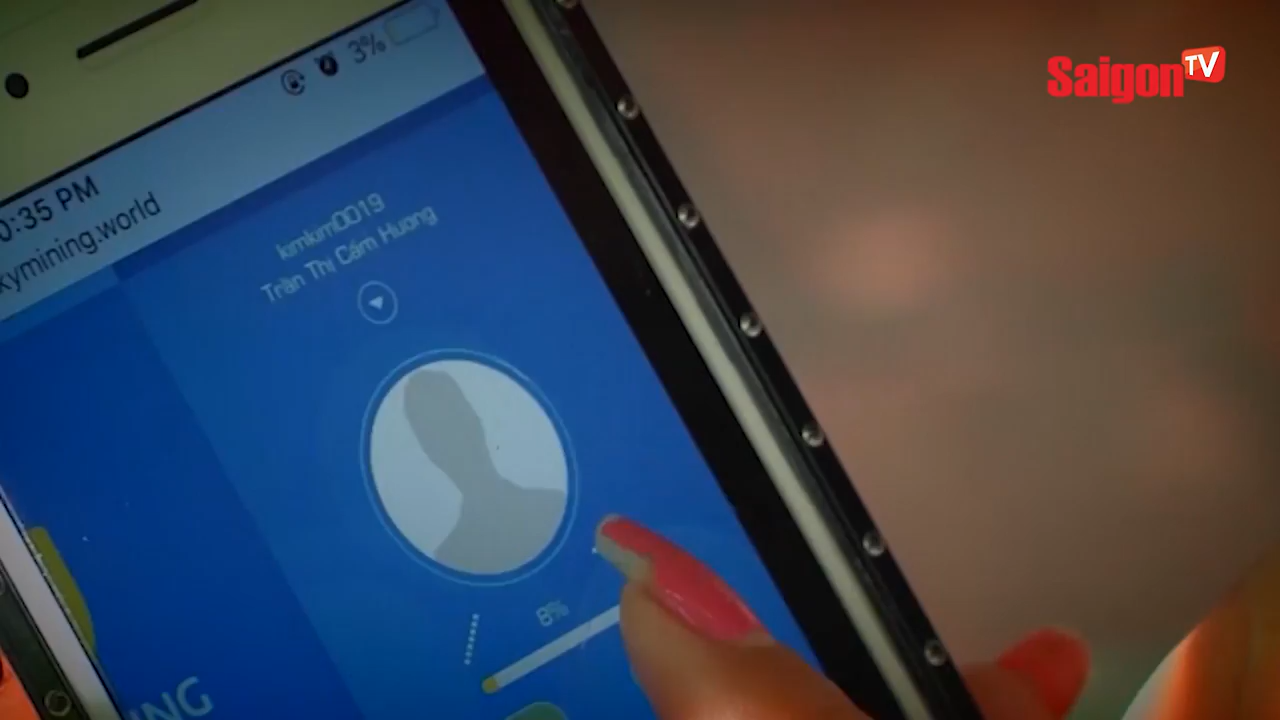 Saigon TV
3%
0:35 PM
kymining.world
kimkim0019
Trần Thị Cẩm Hương
8%
ING